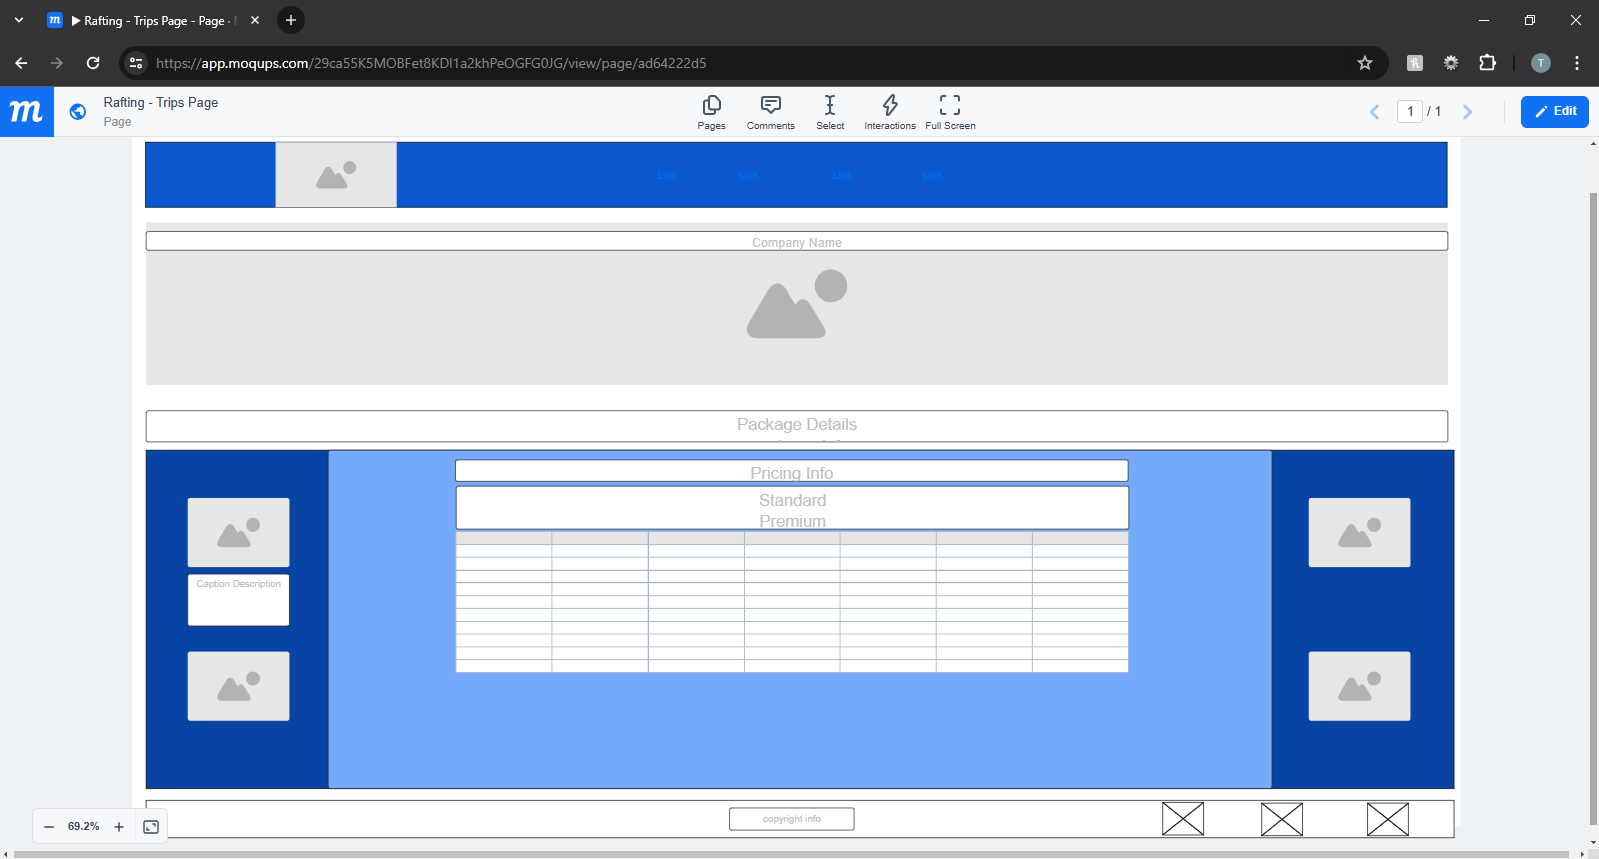 Rafting - Trips Page - Page -
https://app.moqups.com/29ca55K5MOBFet8KDI1a2khPeOGFG0JG/view/page/ad64222d5
T
m
Rafting - Trips Page
Page
Pages
Comments
Select
Interactions
Full Screen
1 / 1
Edit
Link
Link
Link
Link
Company Name
Package Details
Pricing Info
Standard
Premium
Caption Description
copyright info
69.2%